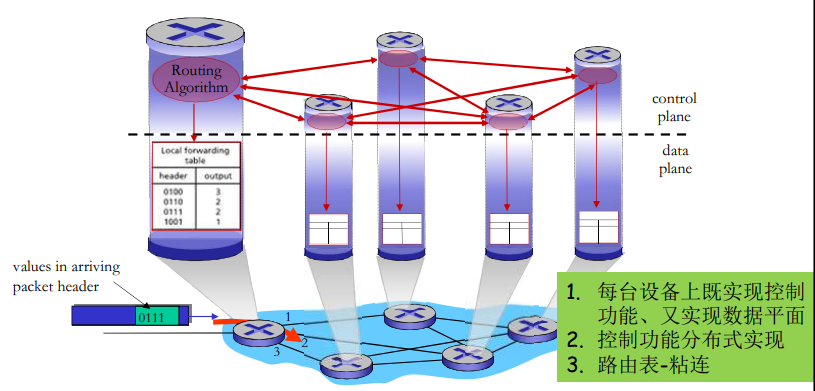 Routing
Algorithm
control
plane
data
plane
Local forwarding
table
header output
0100 3
0110 2
0111 2
1001 1
values in arriving
packet header
0111
1
2
3
1. 每台设备上既实现控制
功能、又实现数据平面
2. 控制功能分布式实现
3. 路由表-粘连